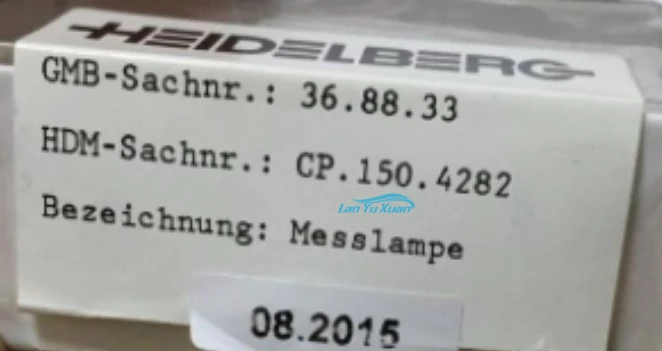 HEIDELBERG
GMB-Sachnr.: 36.88.33
HDM-Sachnr.: CP.150.4282
Lan Yu Xuan
Bezeichnung: Messlampe
08.2015